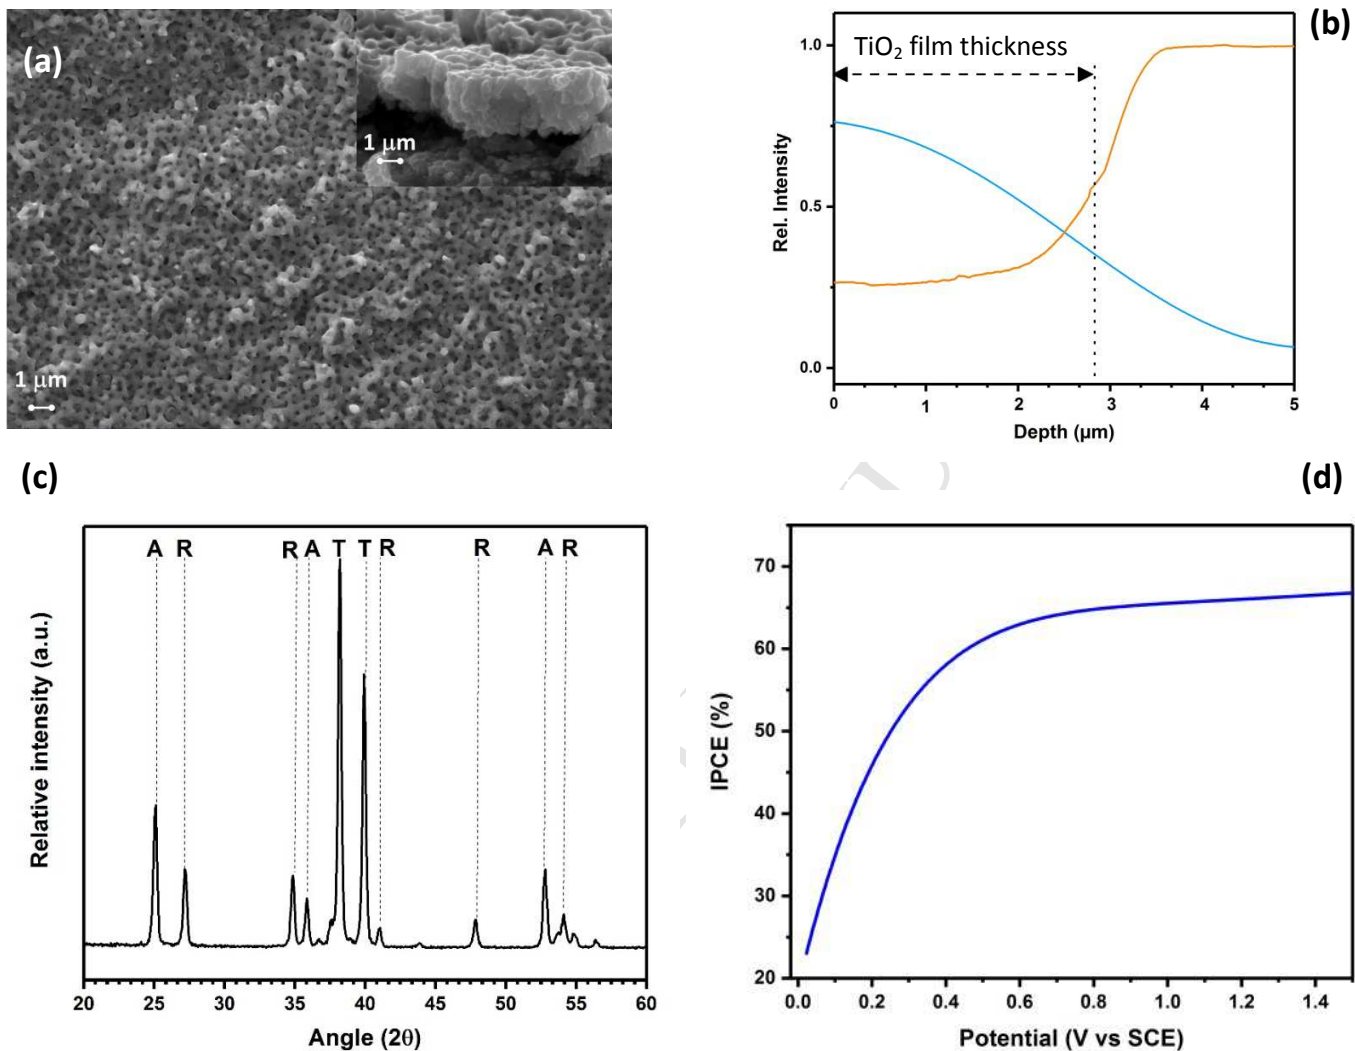 (a)
1 μm
1 μm
(b)
TiO2 film thickness
1.0
0.5
0.0
Rel. Intensity
0 1 2 3 4 5
Depth (μm)
(c)
A R R A T T R R A R
Relative intensity (a.u.)
20 25 30 35 40 45 50 55 60
Angle (2θ)
(d)
70
60
50
40
30
20
IPCE (%)
0.0 0.2 0.4 0.6 0.8 1.0 1.2 1.4
Potential (V vs SCE)